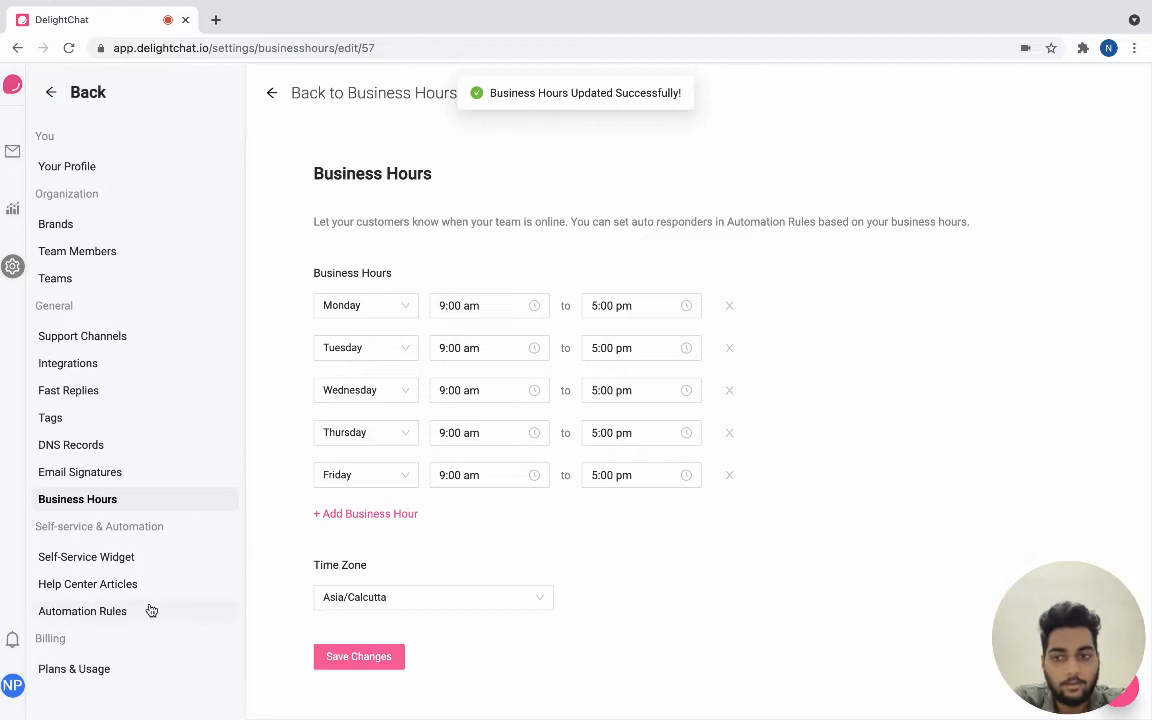 DelightChat
app.delightchat.io/settings/businesshours/edit/57
N
Back
You
Your Profile
Organization
Brands
Team Members
Teams
General
Support Channels
Integrations
Fast Replies
Tags
DNS Records
Email Signatures
Business Hours
Self-service & Automation
Self-Service Widget
Help Center Articles
Automation Rules
Billing
Plans & Usage
NP
Back to Business Hours
Business Hours Updated Successfully!
Business Hours
Let your customers know when your team is online. You can set auto responders in Automation Rules based on your business hours.
Business Hours
Monday 9:00 am to 5:00 pm
Tuesday 9:00 am to 5:00 pm
Wednesday 9:00 am to 5:00 pm
Thursday 9:00 am to 5:00 pm
Friday 9:00 am to 5:00 pm
+ Add Business Hour
Time Zone
Asia/Calcutta
Save Changes